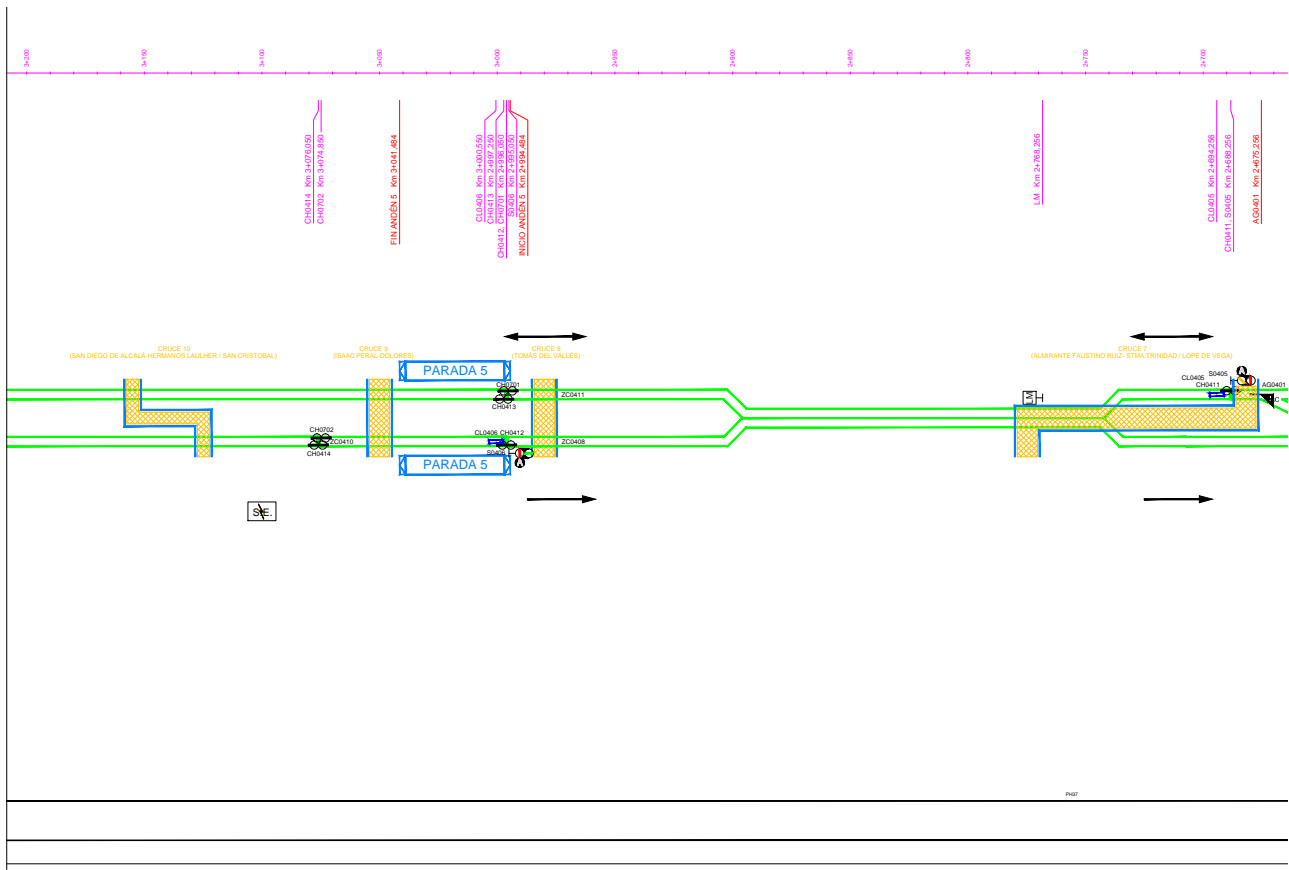 3+200
3+150
3+100
3+050
3+000
2+950
2+900
2+850
2+800
2+750
2+700
CH0414 Km 3+076,050
CH0702 Km 3+074,850
FIN ANDÉN 5 Km 3+041,484
CL0406 Km 3+000,550
CH0413 Km 2+997,250
CH0412, CH0701 Km 2+996,050
S0406 Km 2+995,050
INICIO ANDÉN 5 Km 2+994,484
LM Km 2+768,256
CL0405 Km 2+694,256
CH0411, S0405 Km 2+688,256
AG0401 Km 2+675,256
CRUCE 10
(SAN DIEGO DE ALCALÁ-HERMANOS LAULHER / SAN CRISTOBAL)
CRUCE 9
(ISAAC PERAL-DOLORES)
CRUCE 8
(TOMÁS DEL VALLÉS)
CRUCE 7
(ALMIRANTE FAUSTINO RUIZ- STMA.TRINIDAD / LOPE DE VEGA)
PARADA 5
CH0701
ZC0411
CH0413
LM
CL0405
S0405
A
CH0411
AG0401
CH0702
ZC0410
CH0414
CL0406
CH0412
ZC0408
S0406
A
PARADA 5
S.E.
PH07